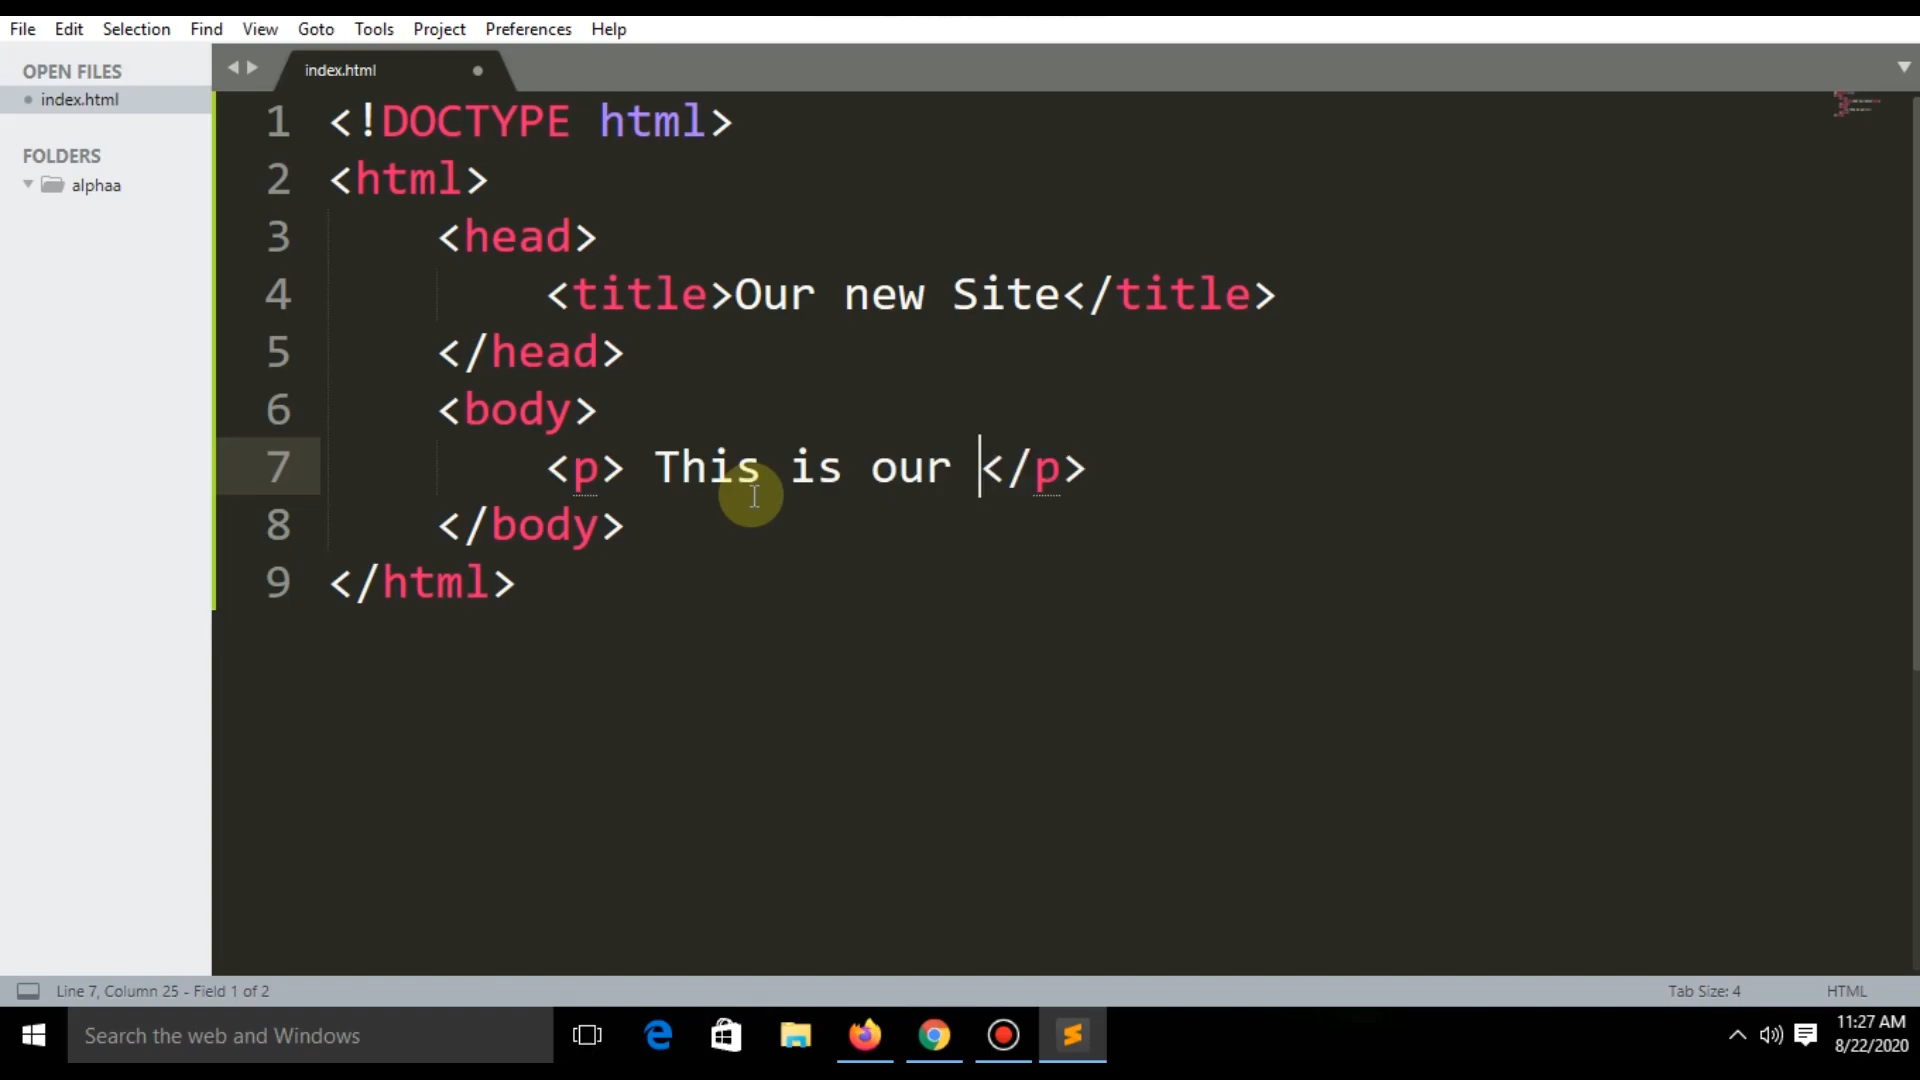 File Edit Selection Find View Goto Tools Project Preferences Help
OPEN FILES
index.html
FOLDERS
alphaa
index.html
1 <!DOCTYPE html>
2 <html>
3 <head>
4 <title>Our new Site</title>
5 </head>
6 <body>
7 <p> This is our </p>
8 </body>
9 </html>
Line 7, Column 25 - Field 1 of 2
Tab Size: 4 HTML
Search the web and Windows
11:27 AM
8/22/2020